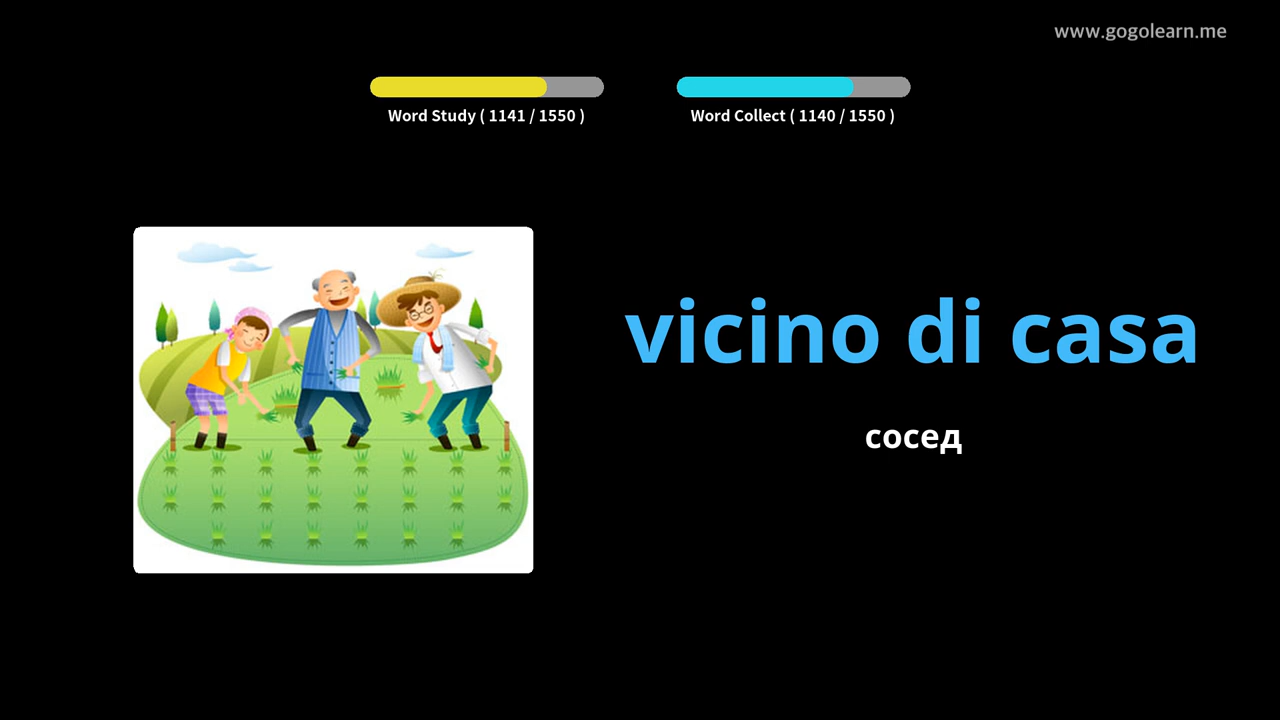 www.gogolearn.me
Word Study ( 1141 / 1550 )
Word Collect ( 1140 / 1550 )
vicino di casa
сосед